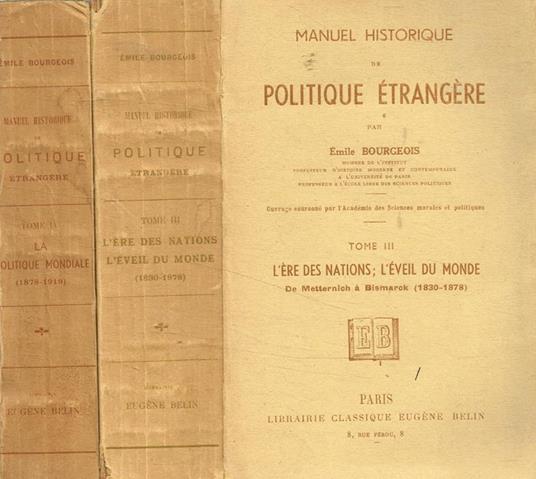 ÉMILE BOURGEOIS
MANUEL HISTORIQUE
DE
POLITIQUE
ÉTRANGÈRE
TOME IV
LA
POLITIQUE MONDIALE
(1878-1919)
LIBRAIRIE
EUGÈNE BELIN
ÉMILE BOURGEOIS
MANUEL HISTORIQUE
DE
POLITIQUE
ÉTRANGÈRE
TOME III
L'ÈRE DES NATIONS
L'ÉVEIL DU MONDE
(1830-1878)
LIBRAIRIE
EUGÈNE BELIN
MANUEL HISTORIQUE
DE
POLITIQUE ÉTRANGÈRE
PAR
Émile BOURGEOIS
MEMBRE DE L'INSTITUT
PROFESSEUR D'HISTOIRE MODERNE ET CONTEMPORAINE
A L'UNIVERSITÉ DE PARIS
PROFESSEUR A L'ÉCOLE LIBRE DES SCIENCES POLITIQUES
Ouvrage couronné par l'Académie des Sciences morales et politiques
TOME III
L'ÈRE DES NATIONS; L'ÉVEIL DU MONDE
De Metternich à Bismarck (1830-1878)
EB
PARIS
LIBRAIRIE CLASSIQUE EUGÈNE BELIN
8, RUE FÉROU, 8